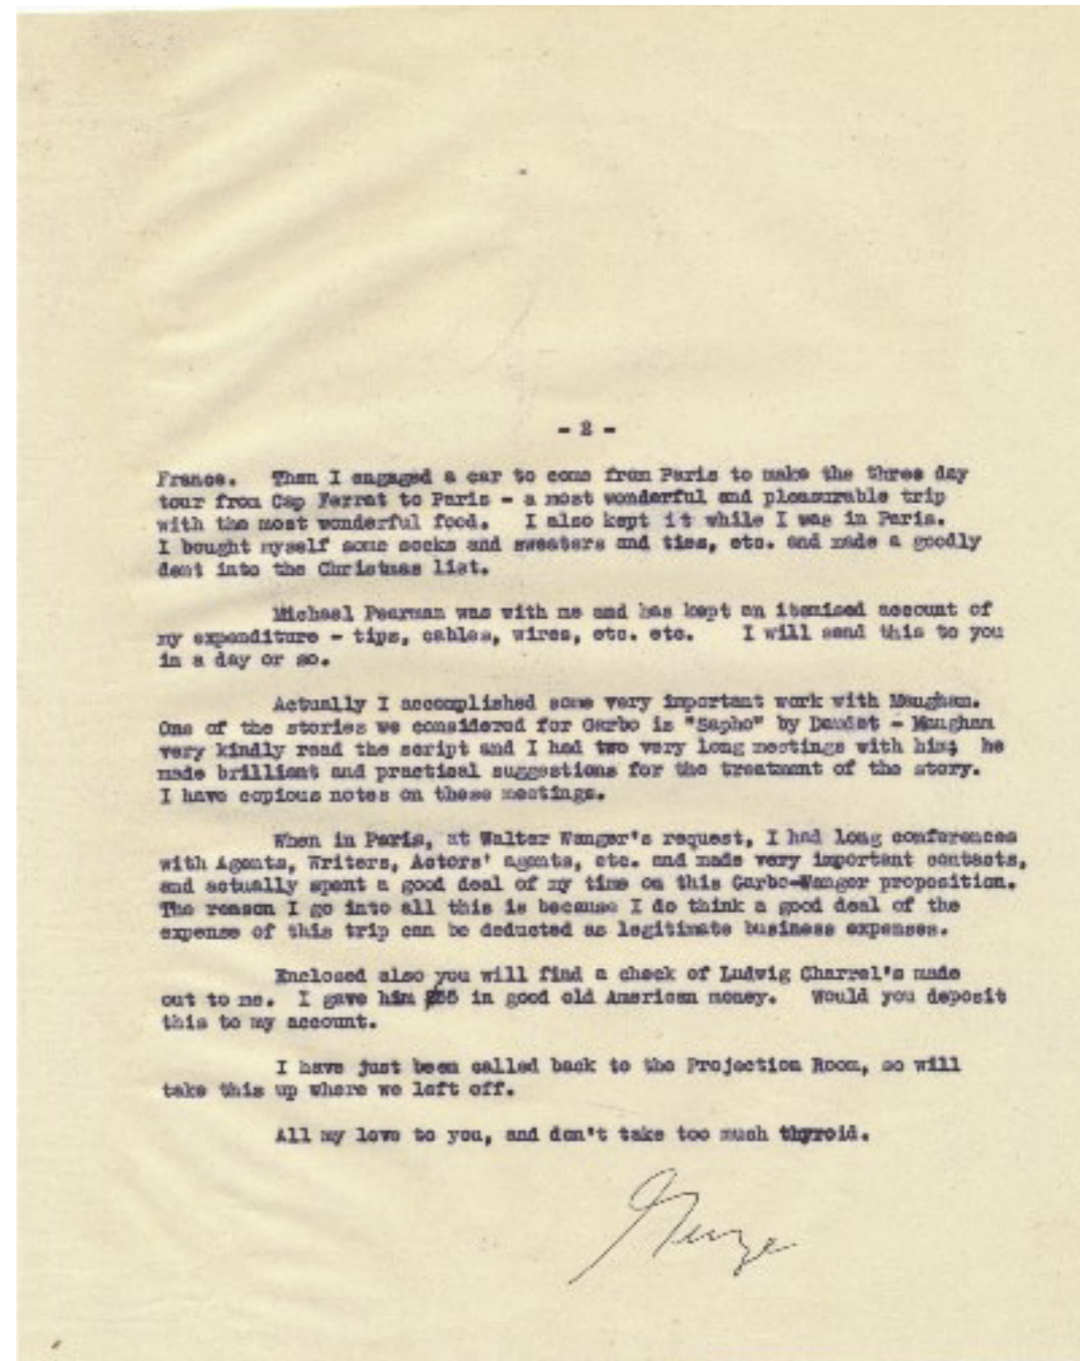 - 2 -
France. Then I engaged a car to come from Paris to make the three day
tour from Cap Ferrat to Paris - a most wonderful and pleasurable trip
with the most wonderful food. I also kept it while I was in Paris.
I bought myself some socks and sweaters and ties, etc. and made a goodly
dent into the Christmas list.
Michael Pearman was with me and has kept an itemised account of
my expenditure - tips, cables, wires, etc. etc. I will send this to you
in a day or so.
Actually I accomplished some very important work with Maugham.
One of the stories we considered for Garbo is "Sapho" by Daudet - Maugham
very kindly read the script and I had two very long meetings with him; he
made brilliant and practical suggestions for the treatment of the story.
I have copious notes on these meetings.
When in Paris, at Walter Wanger's request, I had long conferences
with Agents, Writers, Actors' agents, etc. and made very important contacts,
and actually spent a good deal of my time on this Garbo-Wanger proposition.
The reason I go into all this is because I do think a good deal of the
expense of this trip can be deducted as legitimate business expenses.
Enclosed also you will find a check of Ludwig Charrel's made
out to me. I gave him in good old American money. Would you deposit
this to my account.
I have just been called back to the Projection Room, so will
take this up where we left off.
All my love to you, and don't take too much thyroid.
George